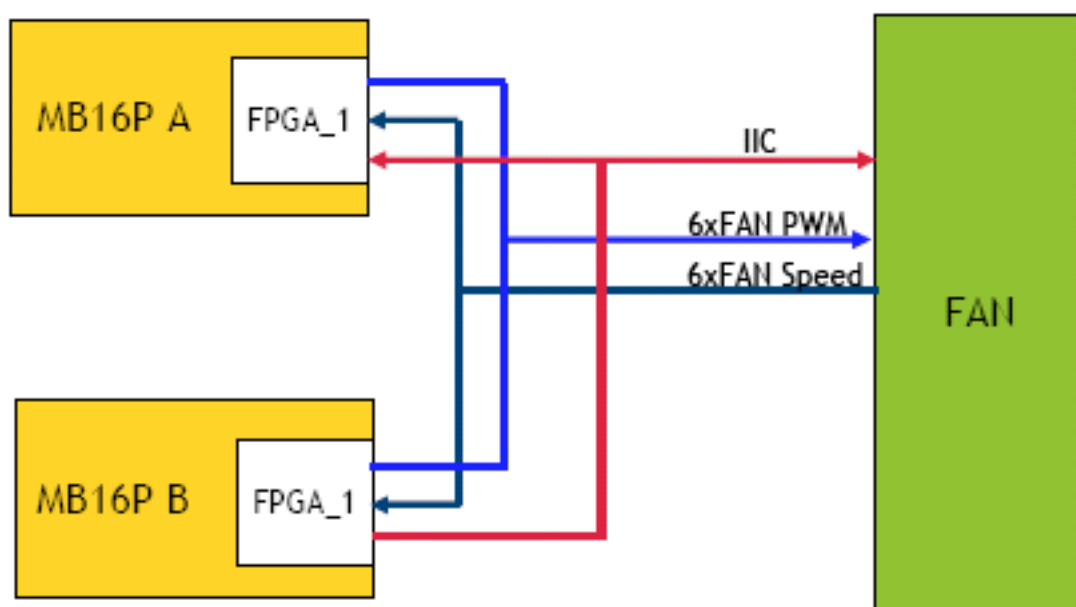 MB16P A
FPGA_1
IIC
6xFAN PWM
6xFAN Speed
FAN
MB16P B
FPGA_1